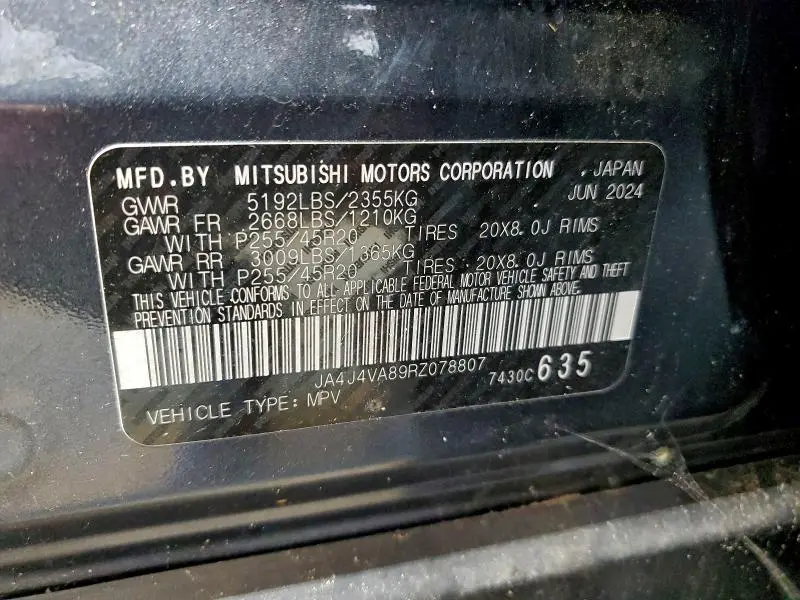 MFD.BY MITSUBISHI MOTORS CORPORATION JAPAN
JUN 2024
GVWR 5192LBS/2355KG
GAWR FR 2668LBS/1210KG
WITH P255/45R20 TIRES 20X8.0J RIMS
GAWR RR 3009LBS/1365KG
WITH P255/45R20 TIRES 20X8.0J RIMS
THIS VEHICLE CONFORMS TO ALL APPLICABLE FEDERAL MOTOR VEHICLE SAFETY AND THEFT
PREVENTION STANDARDS IN EFFECT ON THE DATE OF MANUFACTURE SHOWN ABOVE.
JA4J4VA89RZ078807 7430C 635
VEHICLE TYPE: MPV